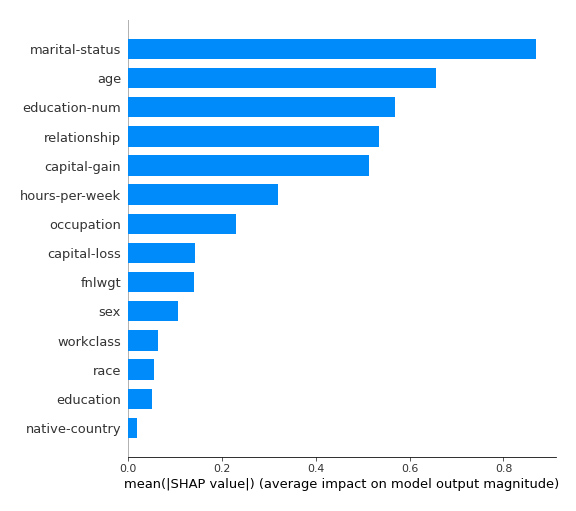 marital-status
age
education-num
relationship
capital-gain
hours-per-week
occupation
capital-loss
fnlwgt
sex
workclass
race
education
native-country
0.0 0.2 0.4 0.6 0.8
mean(|SHAP value|) (average impact on model output magnitude)